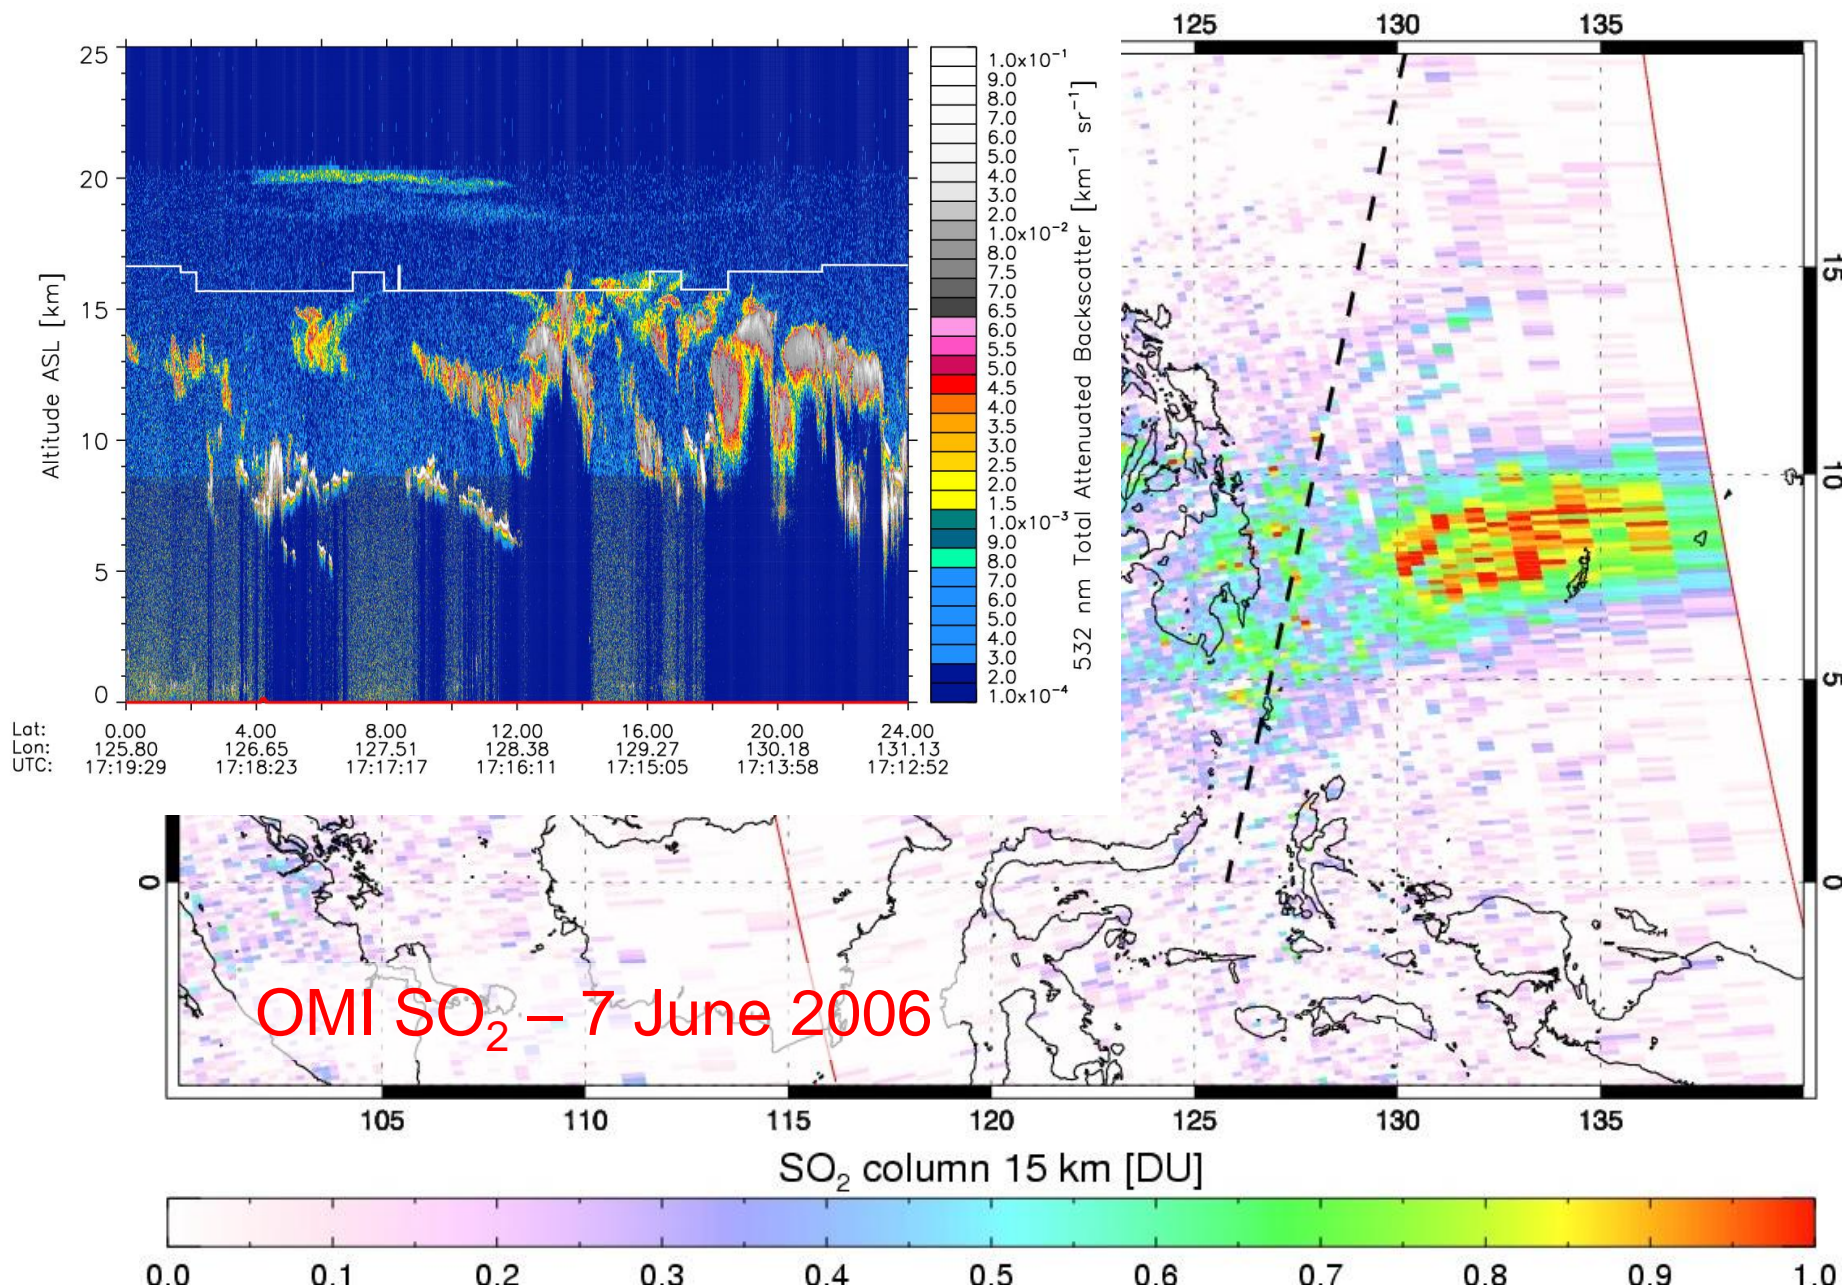 125 130 135
25
20
15
10
5
0
Altitude ASL [km]
1.0x10⁻¹
9.0
8.0
7.0
6.0
5.0
4.0
3.0
2.0
1.0x10⁻²
8.0
7.5
7.0
6.5
6.0
5.5
5.0
4.5
4.0
3.5
3.0
2.5
2.0
1.5
1.0x10⁻³
9.0
8.0
7.0
6.0
5.0
4.0
3.0
2.0
1.0x10⁻⁴
532 nm Total Attenuated Backscatter [km⁻¹ sr⁻¹]
Lat: 0.00 4.00 8.00 12.00 16.00 20.00 24.00
Lon: 125.80 126.65 127.51 128.38 129.27 130.18 131.13
UTC: 17:19:29 17:18:23 17:17:17 17:16:11 17:15:05 17:13:58 17:12:52
15
10
5
0
0
OMI SO₂ – 7 June 2006
105 110 115 120 125 130 135
SO₂ column 15 km [DU]
0.0 0.1 0.2 0.3 0.4 0.5 0.6 0.7 0.8 0.9 1.0